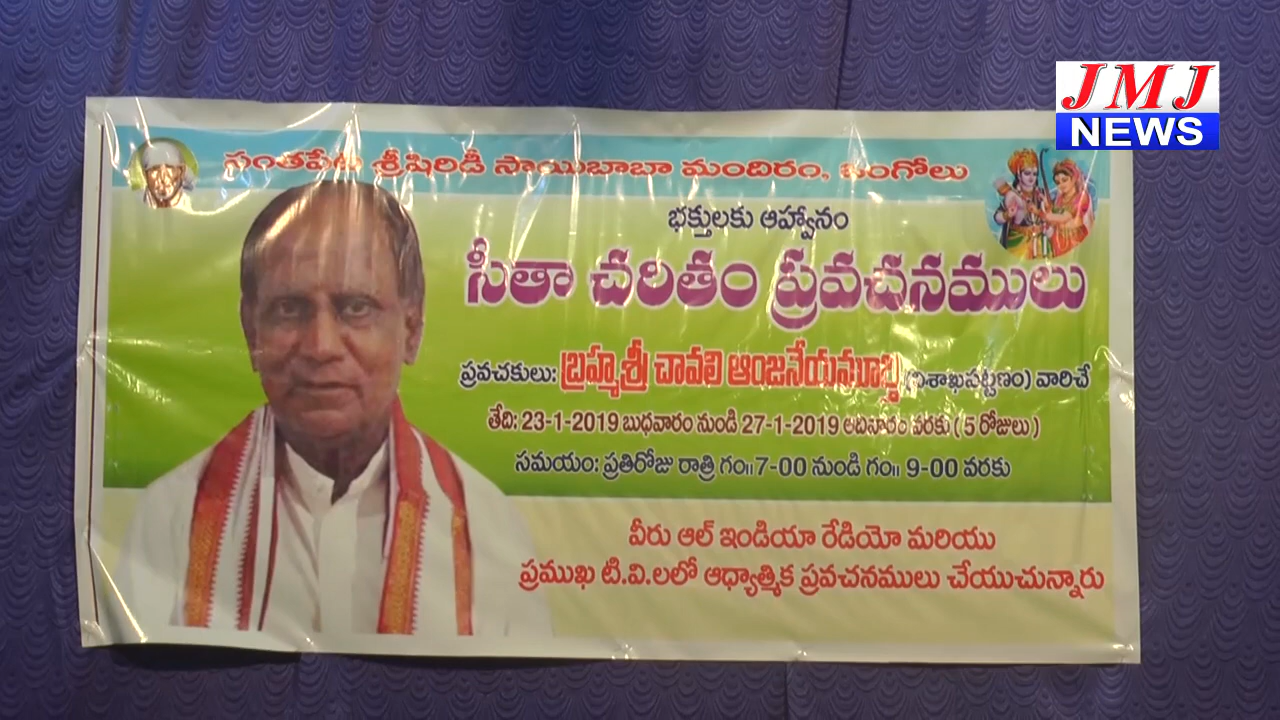 JMJ
NEWS
సంతపేట శ్రీషిరిడీ సాయిబాబా మందిరం, ఒంగోలు
భక్తులకు ఆహ్వానం
సీతా చరితం ప్రవచనములు
ప్రవచకులు: బ్రహ్మశ్రీ చావలి ఆంజనేయమూర్తి (విశాఖపట్టణం) వారిచే
తేది: 23-1-2019 బుధవారం నుండి 27-1-2019 ఆదివారం వరకు ( 5 రోజులు )
సమయం: ప్రతిరోజు రాత్రి గం॥7-00 నుండి గం॥ 9-00 వరకు
వీరు ఆల్ ఇండియా రేడియో మరియు
ప్రముఖ టి.వి.లలో ఆధ్యాత్మిక ప్రవచనములు చేయుచున్నారు